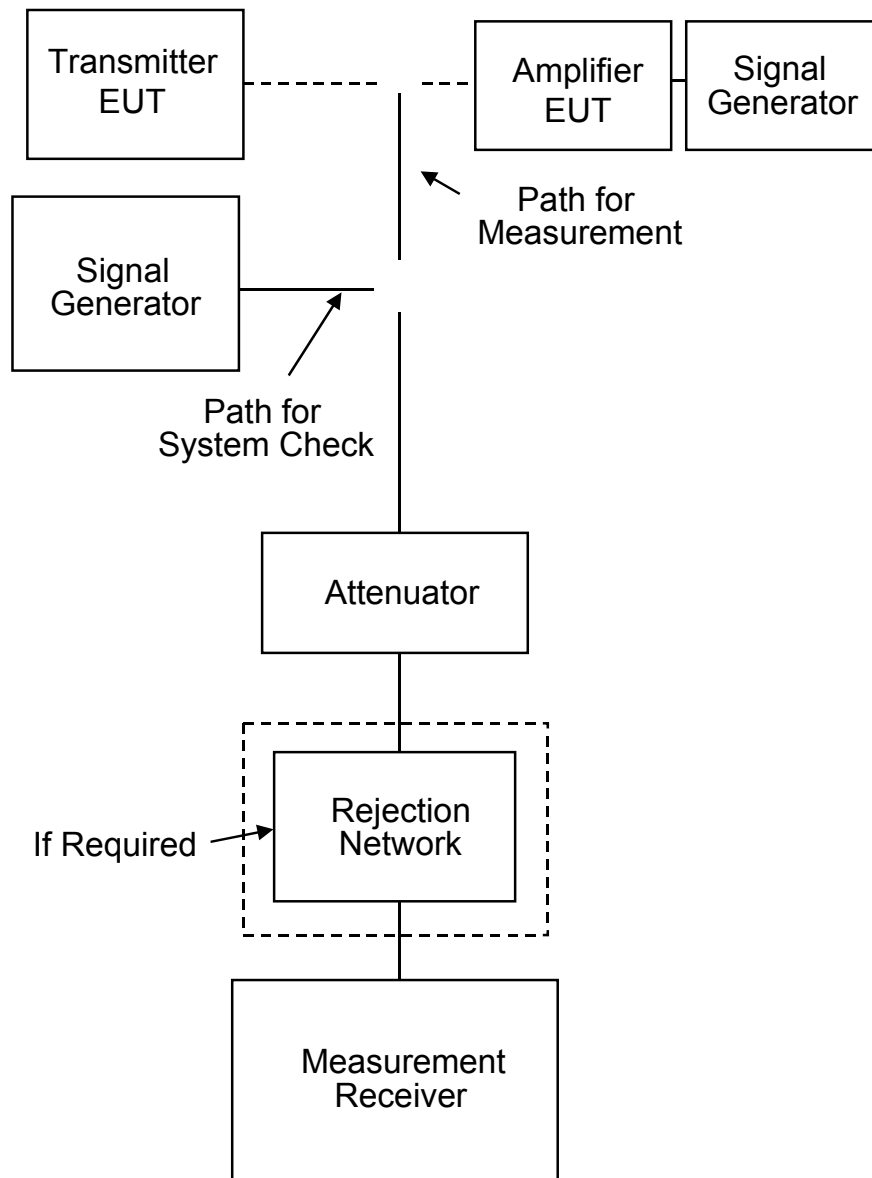 Transmitter
EUT
Amplifier
EUT
Signal
Generator
Path for
Measurement
Signal
Generator
Path for
System Check
Attenuator
Rejection
Network
If Required
Measurement
Receiver